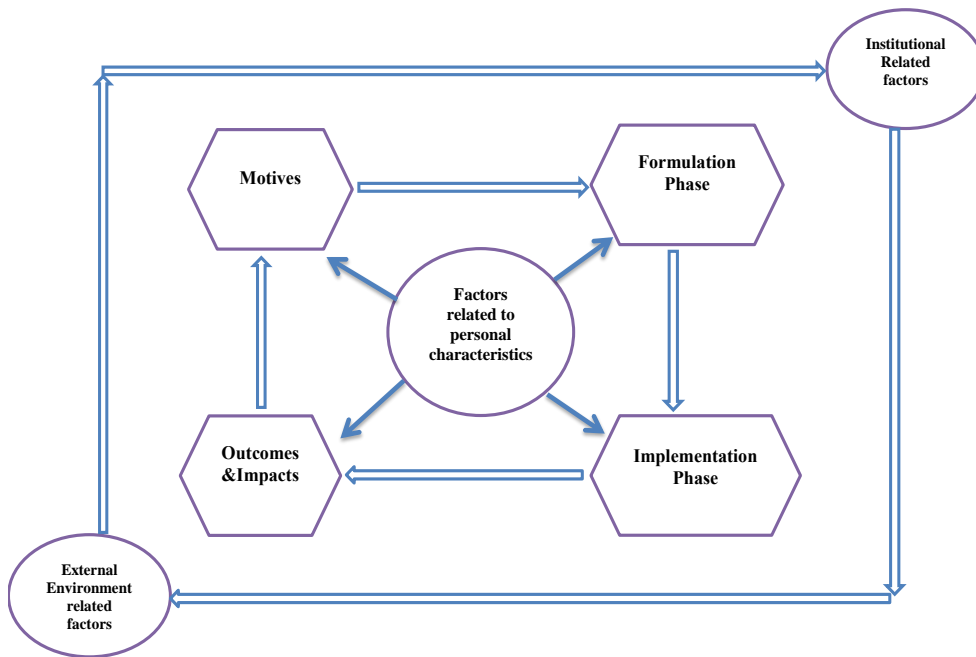 Institutional
Related
factors
Motives
Formulation
Phase
Factors
related to
personal
characteristics
Outcomes
&Impacts
Implementation
Phase
External
Environment
related
factors